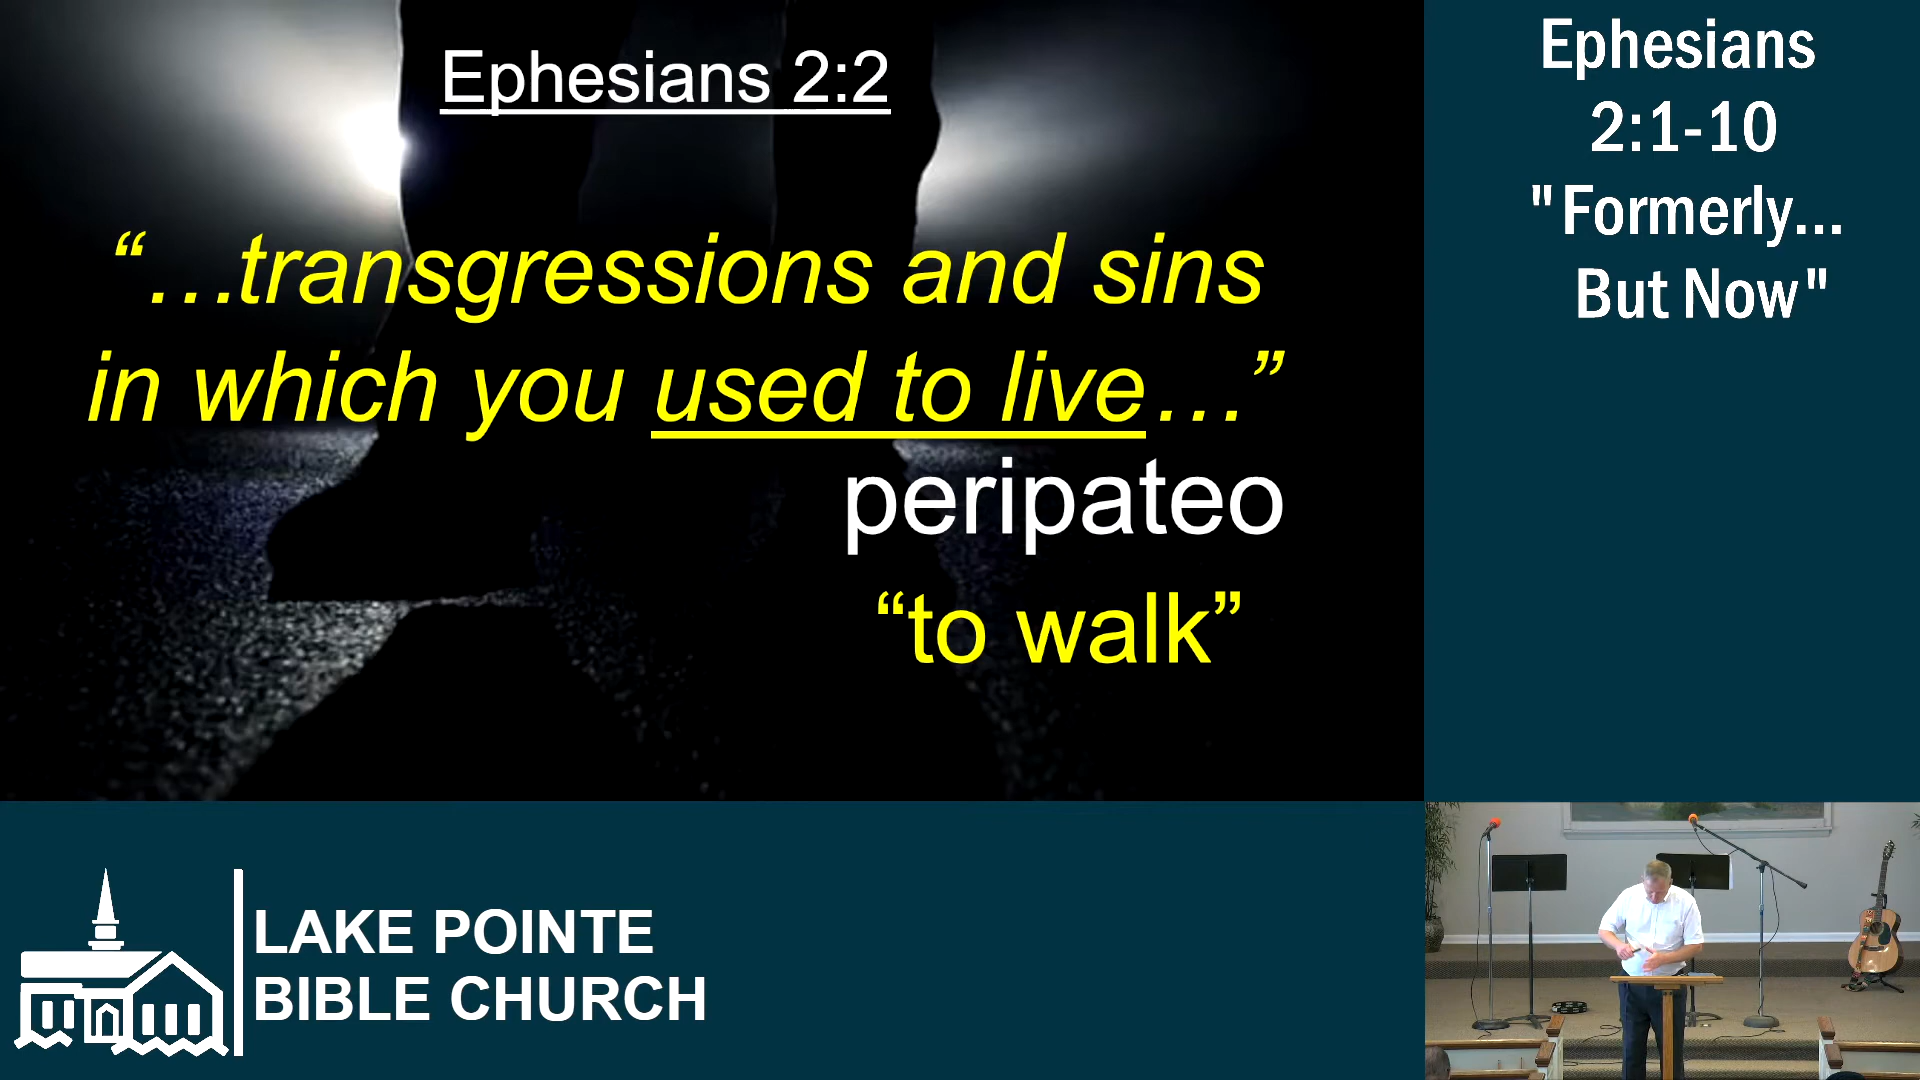 Ephesians 2:2
“…transgressions and sins
in which you used to live…”
peripateo
“to walk”
Ephesians
2:1-10
"Formerly...
But Now"
LAKE POINTE
BIBLE CHURCH